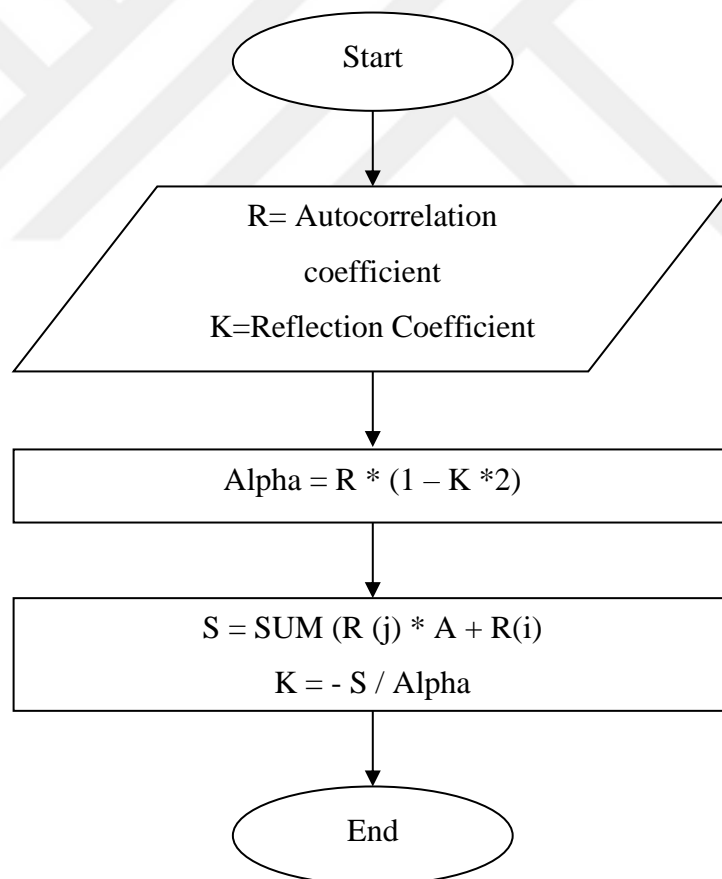 Start
R= Autocorrelation
coefficient
K=Reflection Coefficient
Alpha = R * (1 – K *2)
S = SUM (R (j) * A + R(i)
K = - S / Alpha
End